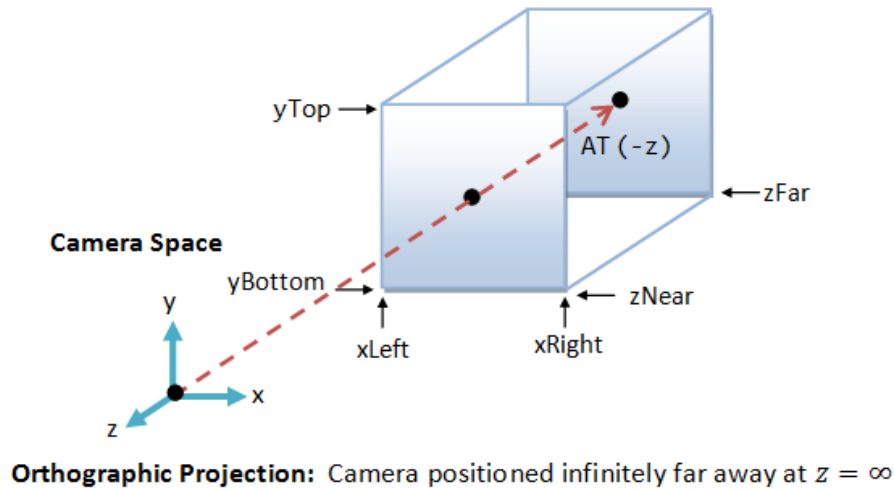 yTop
AT(-z)
zFar
Camera Space
yBottom
zNear
y
xLeft
xRight
x
z
Orthographic Projection: Camera positioned infinitely far away at z = ∞